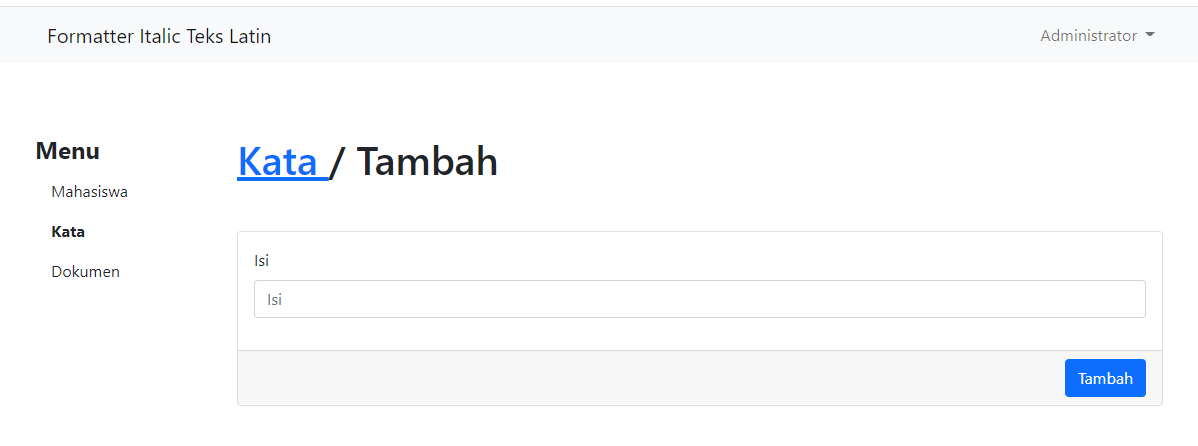 Formatter Italic Teks Latin
Administrator
Menu
Mahasiswa
Kata
Dokumen
Kata / Tambah
Isi
Isi
Tambah